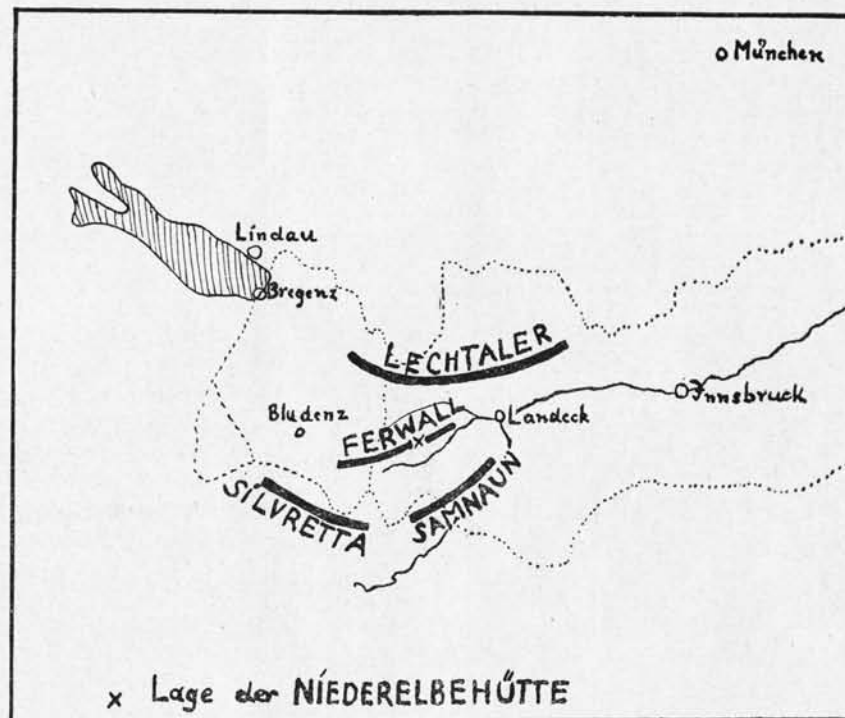 München
Lindau
Bregenz
LECHTALER
Innsbruck
Bludenz
FERWALL
Landeck
SILVRETTA
SAMNAUN
x Lage der NIEDERELBEHÜTTE